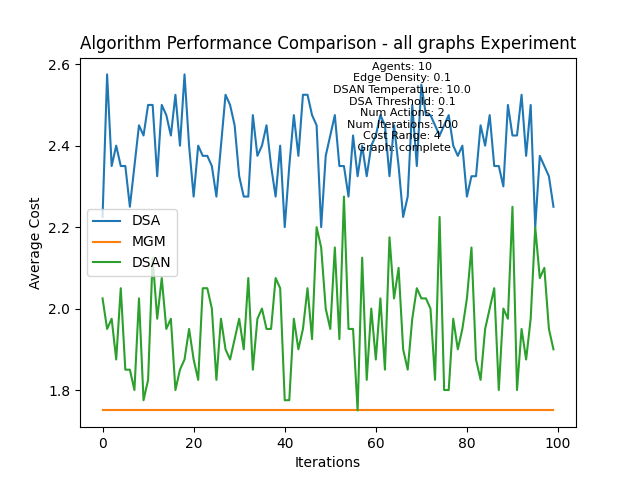 Algorithm Performance Comparison - all graphs Experiment
Agents: 10
Edge Density: 0.1
DSAN Temperature: 10.0
DSA Threshold: 0.1
Num Actions: 2
Num Iterations: 100
Cost Range: 4
Graph: complete
2.6
2.4
2.2
2.0
1.8
Average Cost
DSA
MGM
DSAN
0
20
40
60
80
100
Iterations